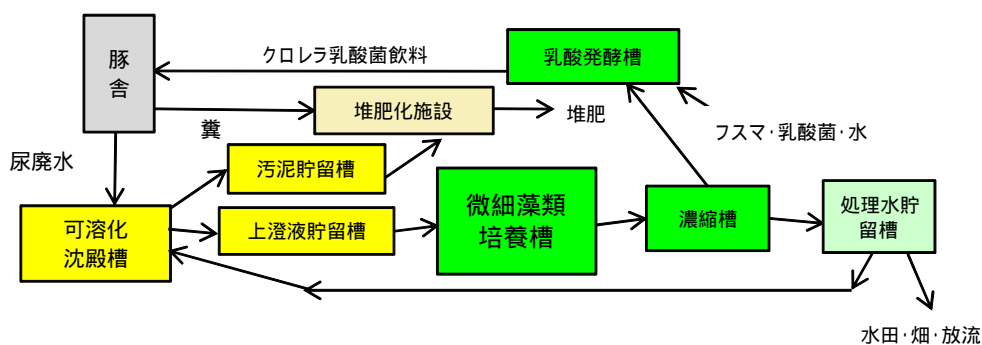 豚
舎
クロレラ乳酸菌飲料
乳酸発酵槽
堆肥化施設
堆肥
糞
フスマ・乳酸菌・水
尿廃水
汚泥貯留槽
可溶化
沈殿槽
上澄液貯留槽
微細藻類
培養槽
濃縮槽
処理水貯
留槽
水田・畑・放流